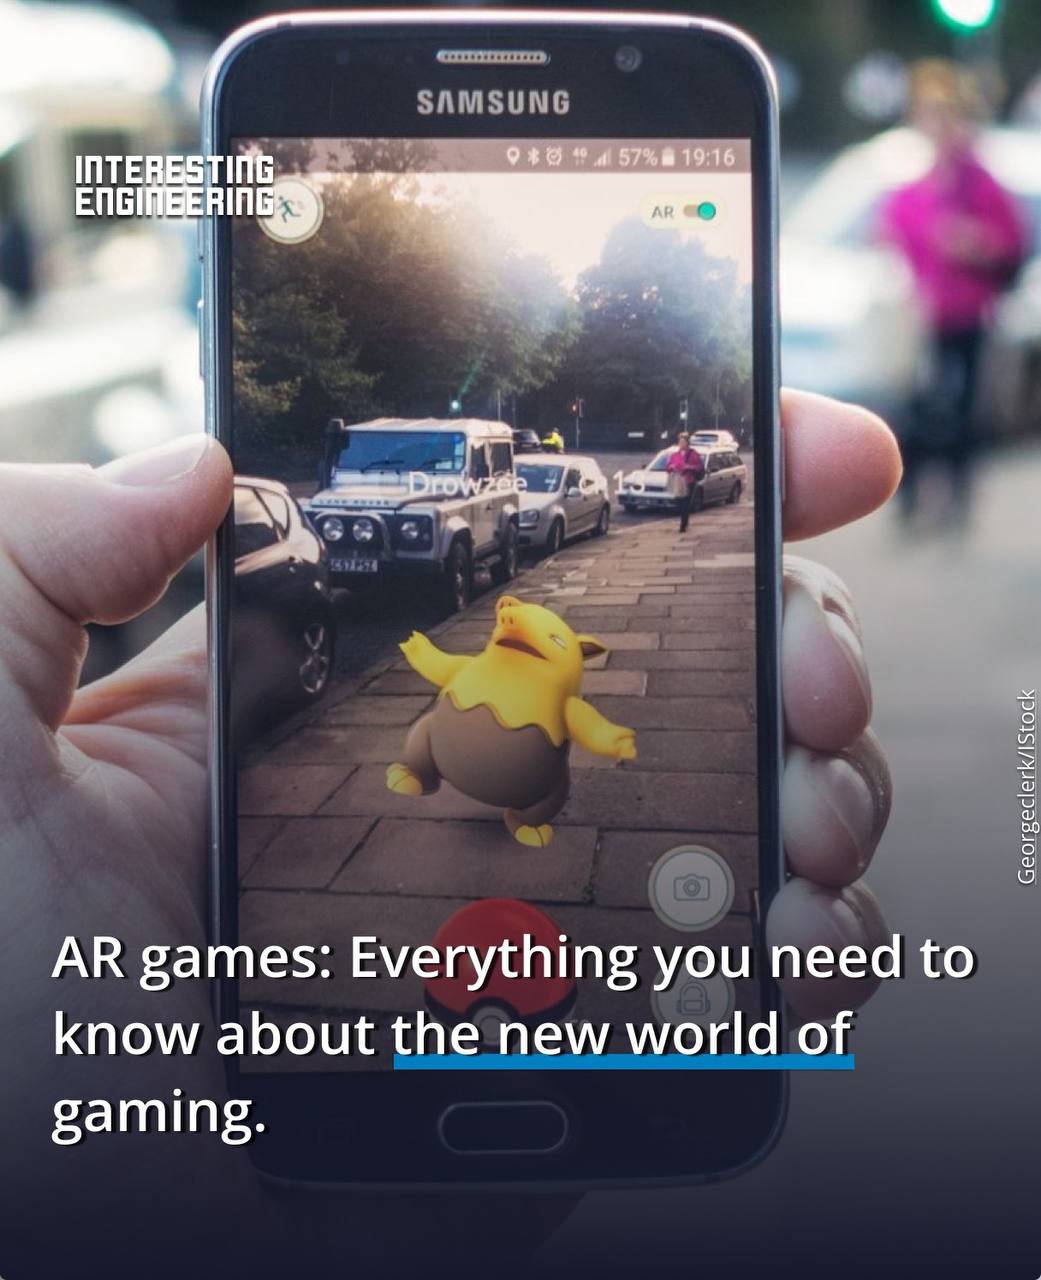 SAMSUNG
57% 19:16
INTERESTING
ENGINEERING
AR
Drowzee
Georgeclerk/IStock
AR games: Everything you need to
know about the new world of
gaming.